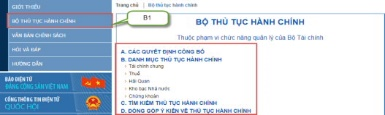 GIỚI THIỆU
BỘ THỦ TỤC HÀNH CHÍNH
VĂN BẢN CHÍNH SÁCH
HỎI VÀ ĐÁP
HƯỚNG DẪN
BÁO ĐIỆN TỬ
ĐẢNG CỘNG SẢN VIỆT NAM
CỔNG THÔNG TIN ĐIỆN TỬ
QUỐC HỘI
B1
Trang chủ | Bộ thủ tục hành chính
BỘ THỦ TỤC HÀNH CHÍNH
Thuộc phạm vi chức năng quản lý của Bộ Tài chính
A. CÁC QUYẾT ĐỊNH CÔNG BỐ
B. DANH MỤC THỦ TỤC HÀNH CHÍNH
Tài chính chung
Thuế
Hải Quan
Kho bạc Nhà nước
Chứng khoán
C. TÌM KIẾM THỦ TỤC HÀNH CHÍNH
D. ĐÓNG GÓP Ý KIẾN VỀ THỦ TỤC HÀNH CHÍNH